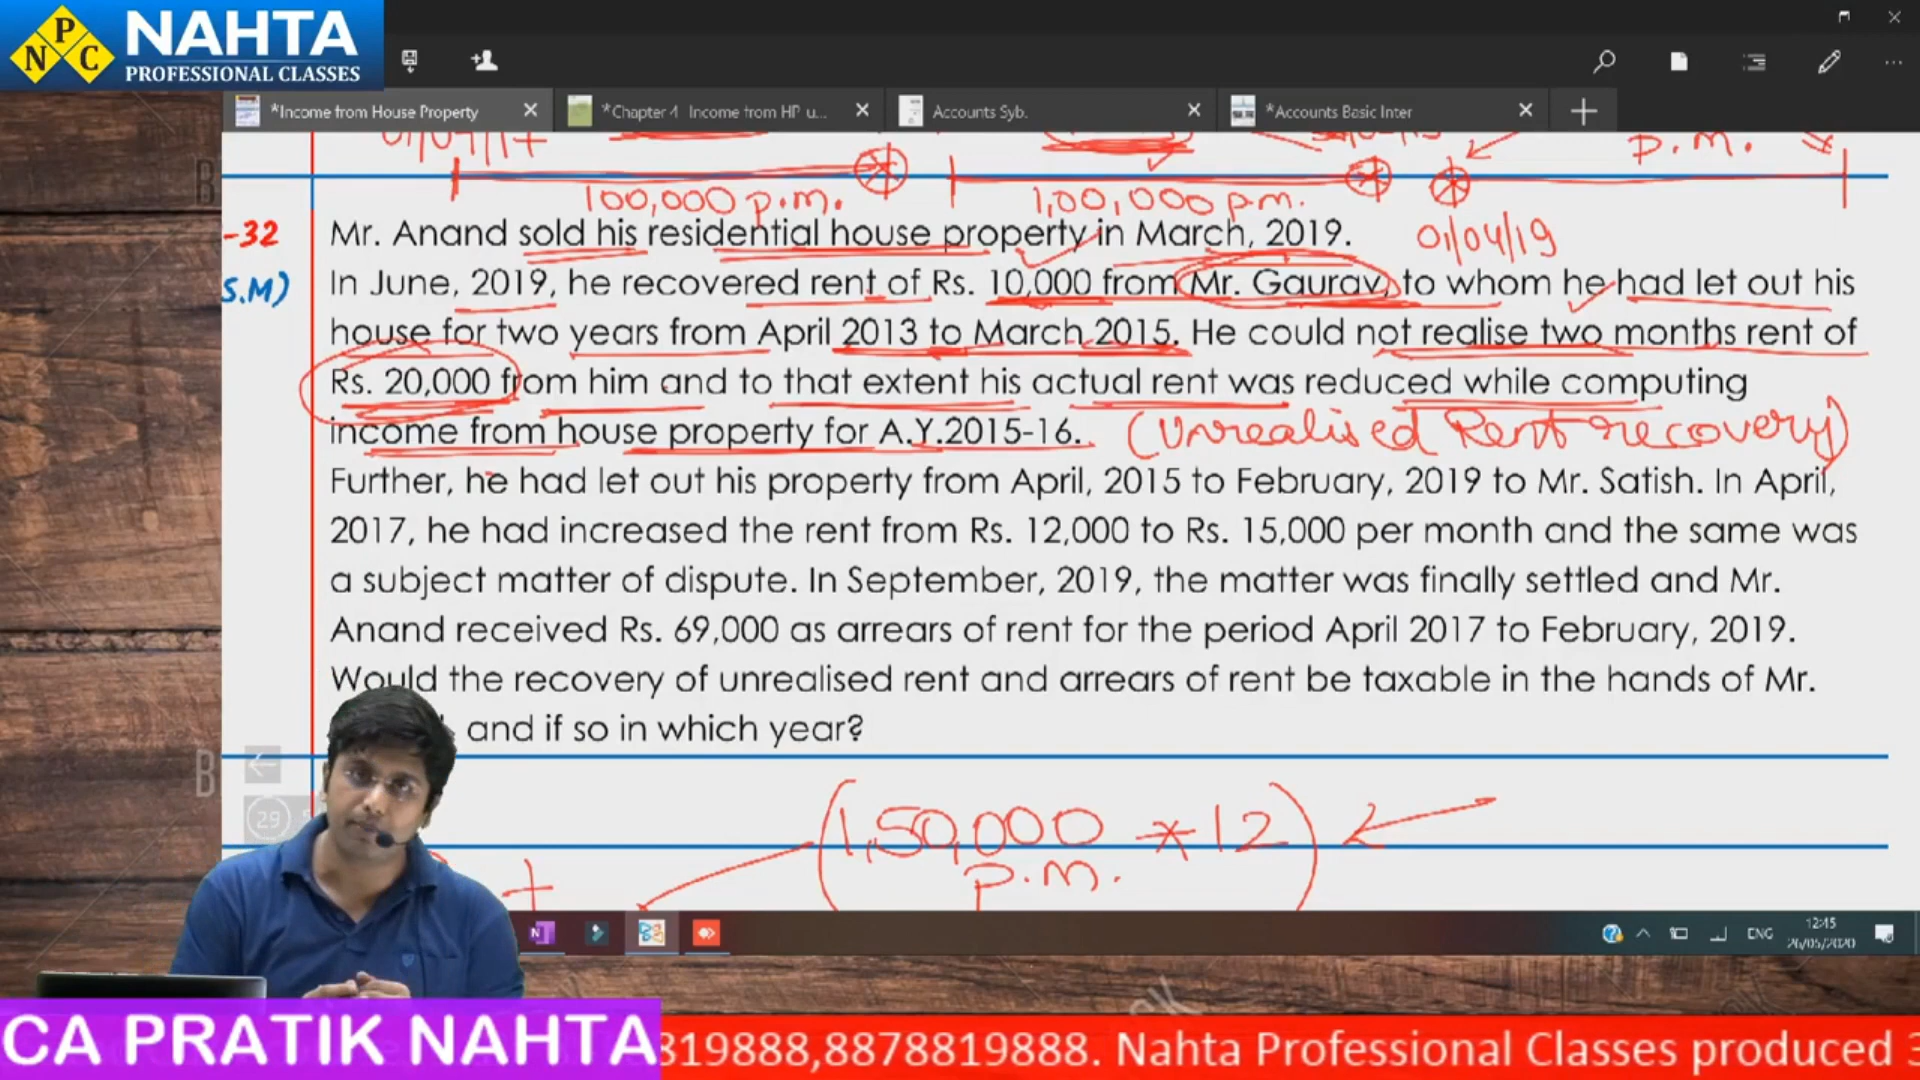 NPC
NAHTA
PROFESSIONAL CLASSES
*Income from House Property
*Chapter 4 Income from HP u...
Accounts Syb.
*Accounts Basic Inter
p.m.
100,000 p.m.
1,00,000 p.m.
01/04/19
-32
S.M)
Mr. Anand sold his residential house property in March, 2019.
In June, 2019, he recovered rent of Rs. 10,000 from Mr. Gaurav, to whom he had let out his
house for two years from April 2013 to March 2015. He could not realise two months rent of
Rs. 20,000 from him and to that extent his actual rent was reduced while computing
income from house property for A.Y.2015-16. (Unrealised Rent recovery)
Further, he had let out his property from April, 2015 to February, 2019 to Mr. Satish. In April,
2017, he had increased the rent from Rs. 12,000 to Rs. 15,000 per month and the same was
a subject matter of dispute. In September, 2019, the matter was finally settled and Mr.
Anand received Rs. 69,000 as arrears of rent for the period April 2017 to February, 2019.
Would the recovery of unrealised rent and arrears of rent be taxable in the hands of Mr.
and if so in which year?
(1,50,000 * 12)
p.m.
+
29
ENG
12:45
26/05/2020
CA PRATIK NAHTA
819888,8878819888. Nahta Professional Classes produced